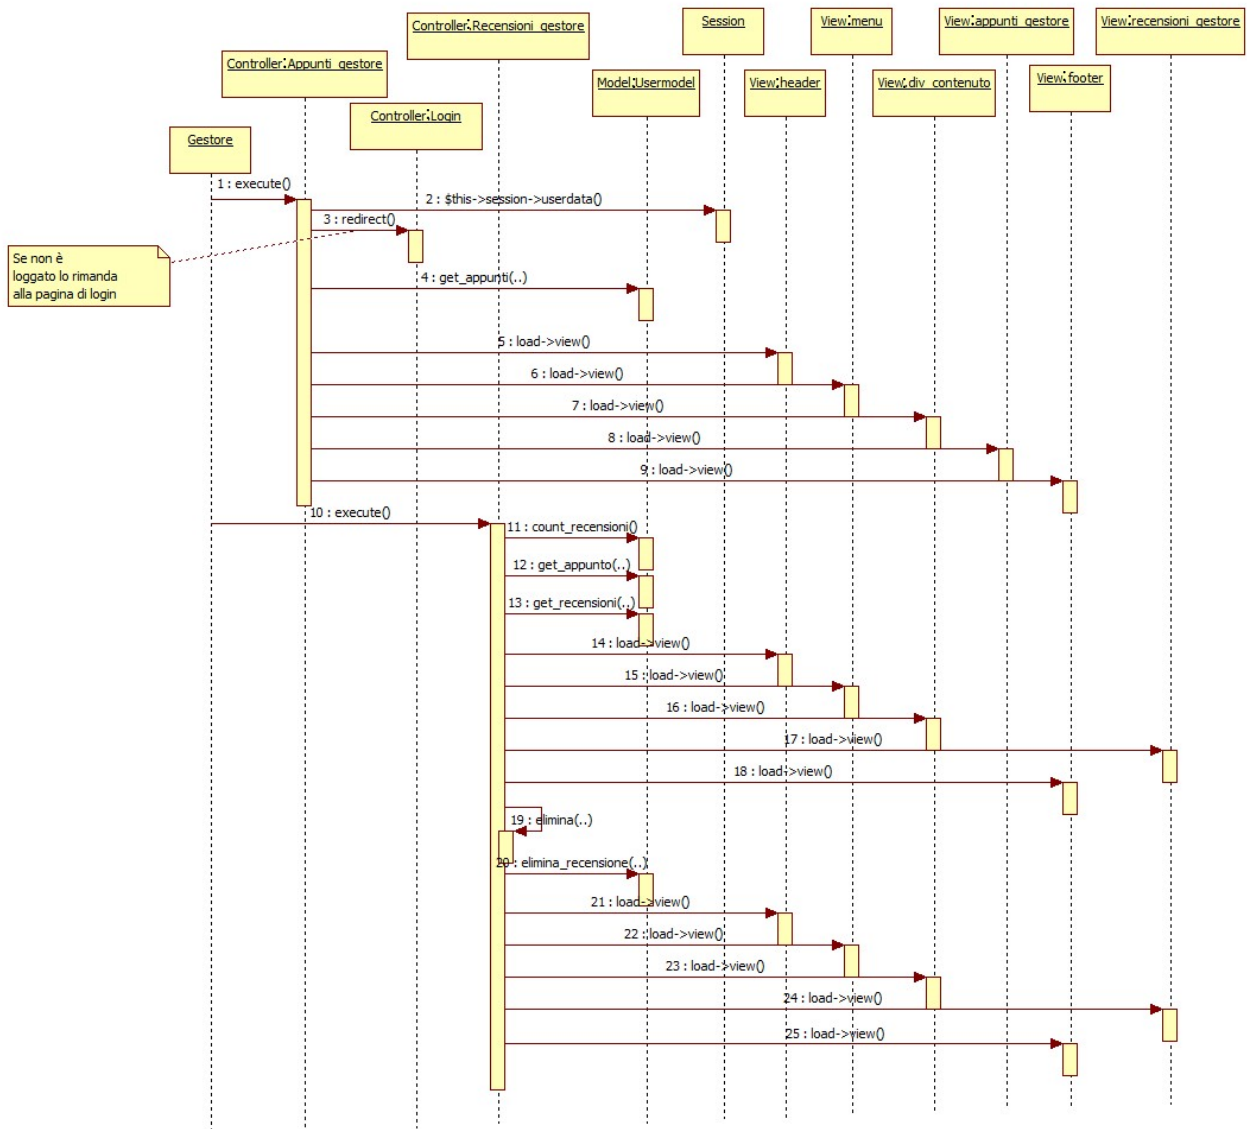 Controller:Recensioni_gestore
Session
View:menu
View:appunti_gestore
View:recensioni_gestore
Controller:Appunti_gestore
Model:Usermodel
View:header
View:div_contenuto
View:footer
Controller:Login
Gestore
1 : execute()
2 : $this->session->userdata()
3 : redirect()
Se non è
loggato lo rimanda
alla pagina di login
4 : get_appunti(..)
5 : load->view()
6 : load->view()
7 : load->view()
8 : load->view()
9 : load->view()
10 : execute()
11 : count_recensioni()
12 : get_appunto(..)
13 : get_recensioni(..)
14 : load->view()
15 : load->view()
16 : load->view()
17 : load->view()
18 : load->view()
19 : elimina(..)
20 : elimina_recensione(..)
21 : load->view()
22 : load->view()
23 : load->view()
24 : load->view()
25 : load->view()